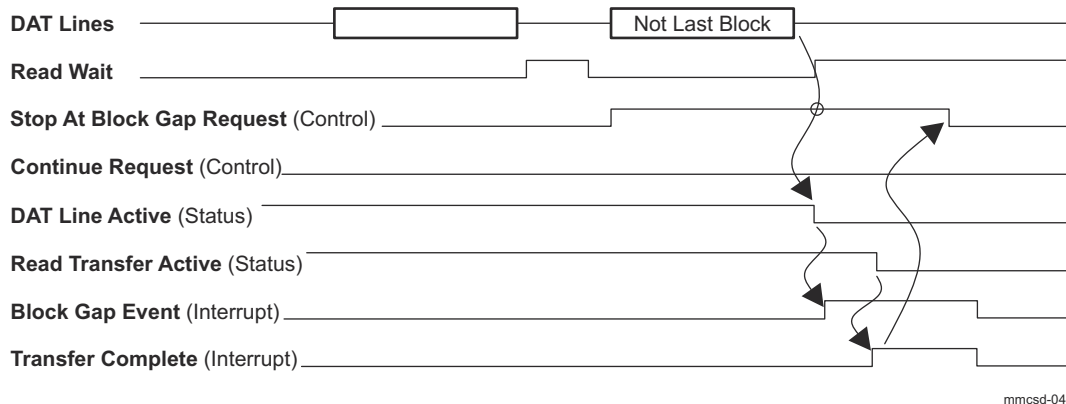 DAT Lines
Not Last Block
Read Wait
Stop At Block Gap Request (Control)
Continue Request (Control)
DAT Line Active (Status)
Read Transfer Active (Status)
Block Gap Event (Interrupt)
Transfer Complete (Interrupt)
mmcsd-04